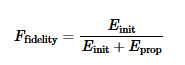 F_fidelity = E_init / (E_init + E_prop)